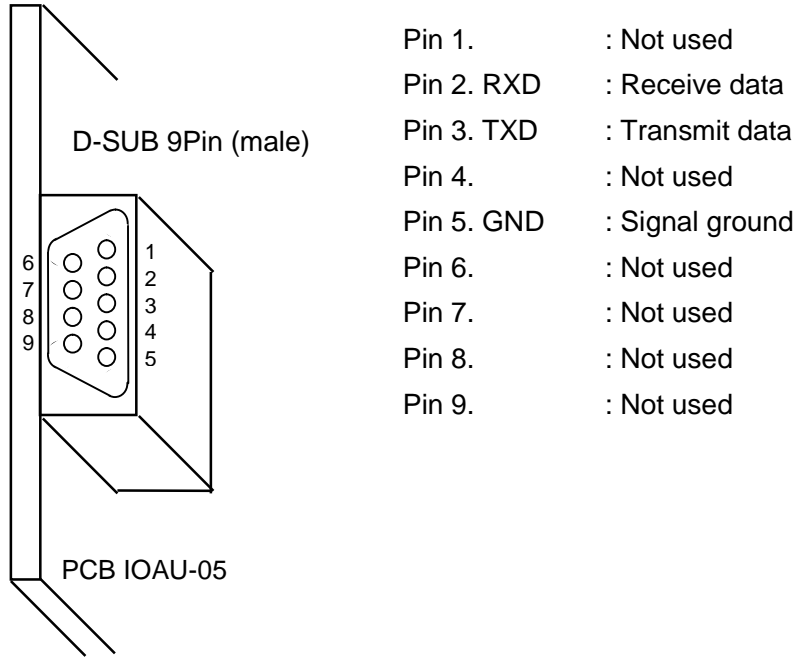 D-SUB 9Pin (male)
6
7
8
9
1
2
3
4
5
PCB IOAU-05
Pin 1. : Not used
Pin 2. RXD : Receive data
Pin 3. TXD : Transmit data
Pin 4. : Not used
Pin 5. GND : Signal ground
Pin 6. : Not used
Pin 7. : Not used
Pin 8. : Not used
Pin 9. : Not used